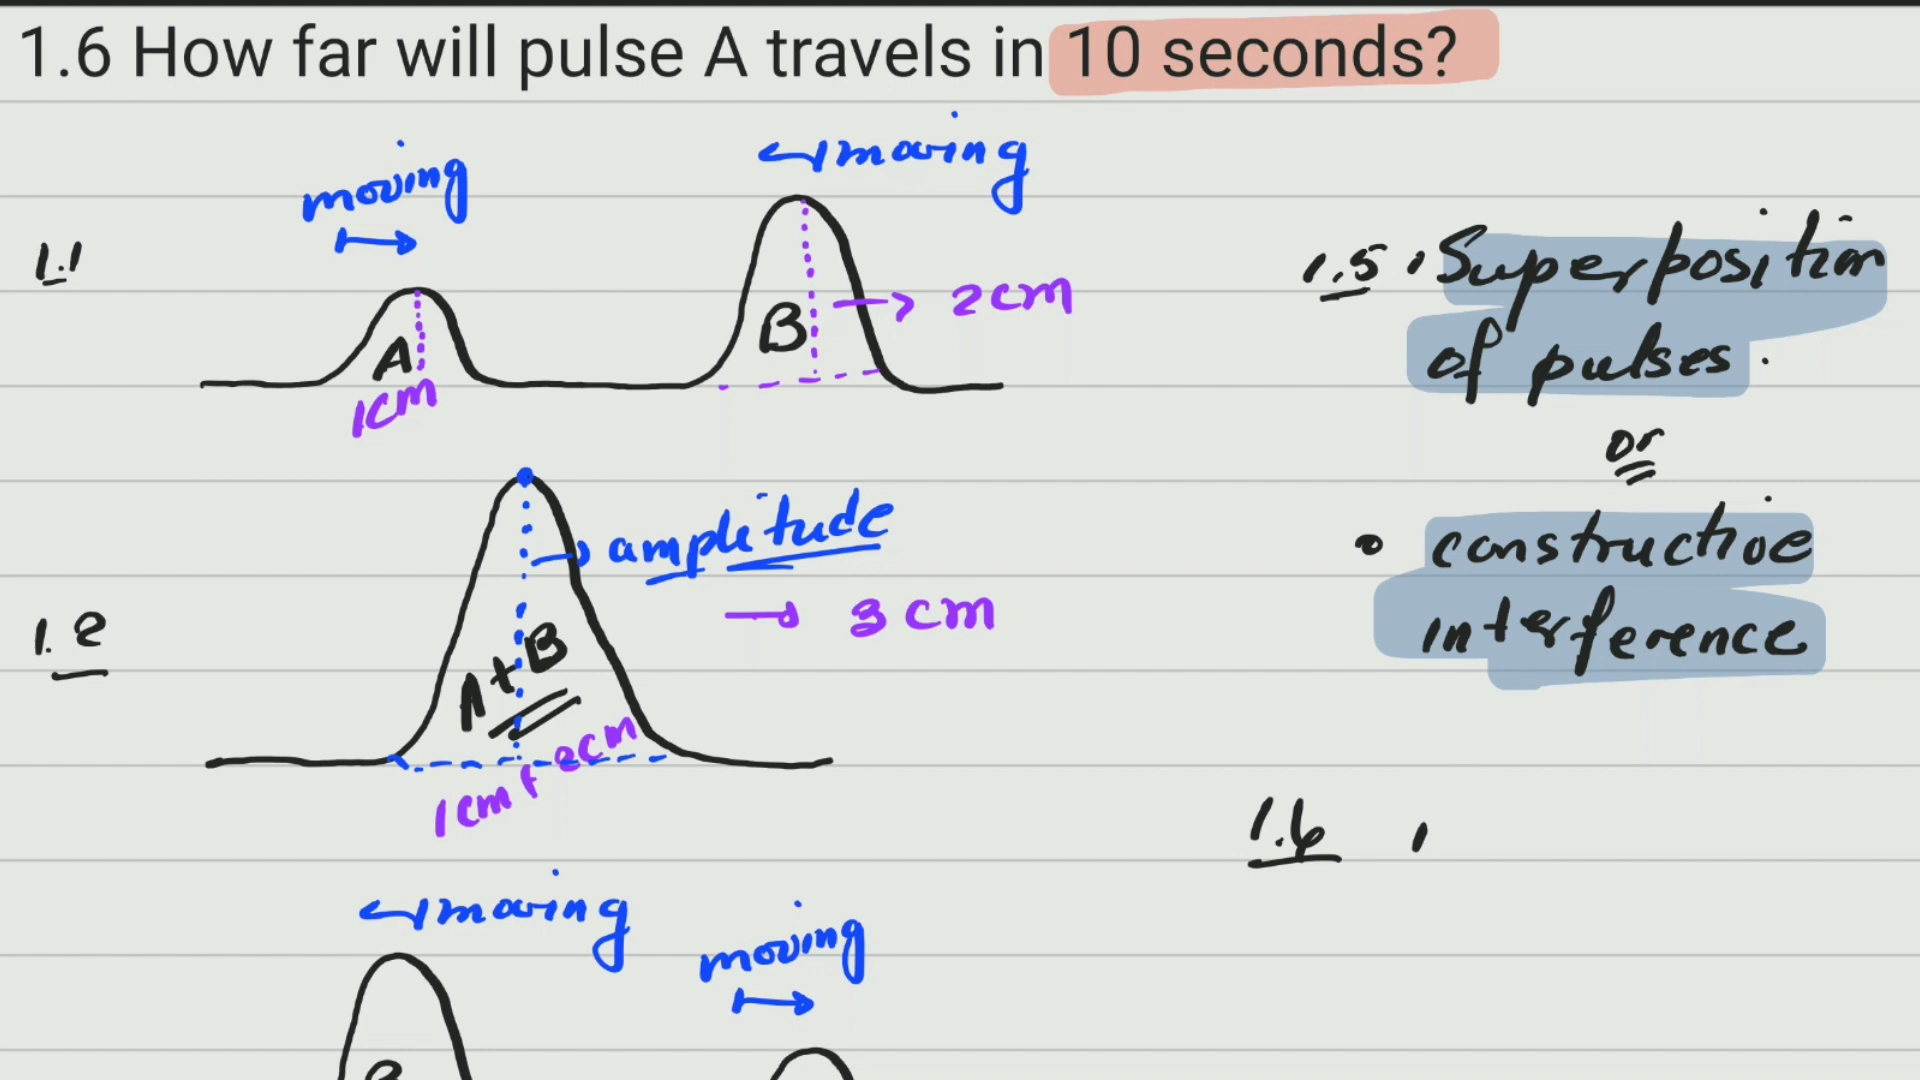 1.6 How far will pulse A travels in 10 seconds?
moving
moving
1.1
A
1cm
B
2cm
1.5 Superposition
of pulses.
or
constructive
interference
amplitude
3 cm
1.2
A+B
1cm + 2cm
1.6
moving
moving
B